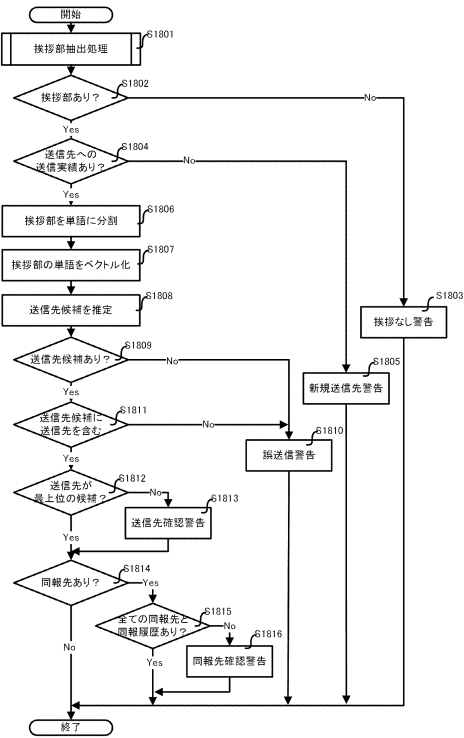 開始
挨拶部抽出処理
S1801
挨拶部あり？
S1802
No
Yes
送信先への
送信実績あり？
S1804
No
Yes
挨拶部を単語に分割
S1806
挨拶部の単語をベクトル化
S1807
送信先候補を推定
S1808
挨拶なし警告
S1803
送信先候補あり？
S1809
No
Yes
新規送信先警告
S1805
送信先候補に
送信先を含む
S1811
No
Yes
誤送信警告
S1810
送信先が
最上位の候補？
S1812
No
Yes
送信先確認警告
S1813
同報先あり？
S1814
Yes
No
全ての同報先と
同報履歴あり？
S1815
No
Yes
同報先確認警告
S1816
終了